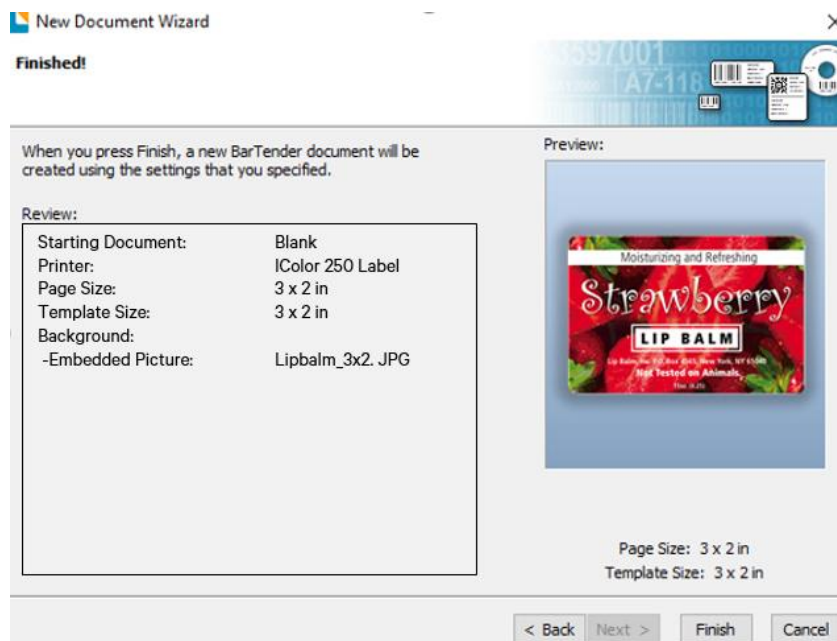 New Document Wizard
Finished!
3597001
A7-118
When you press Finish, a new BarTender document will be
created using the settings that you specified.
Review:
Starting Document: Blank
Printer: IColor 250 Label
Page Size: 3 x 2 in
Template Size: 3 x 2 in
Background:
-Embedded Picture: Lipbalm_3x2. JPG
Preview:
Moisturizing and Refreshing
Strawberry
LIP BALM
Not Tested on Animals.
Page Size: 3 x 2 in
Template Size: 3 x 2 in
< Back Next > Finish Cancel